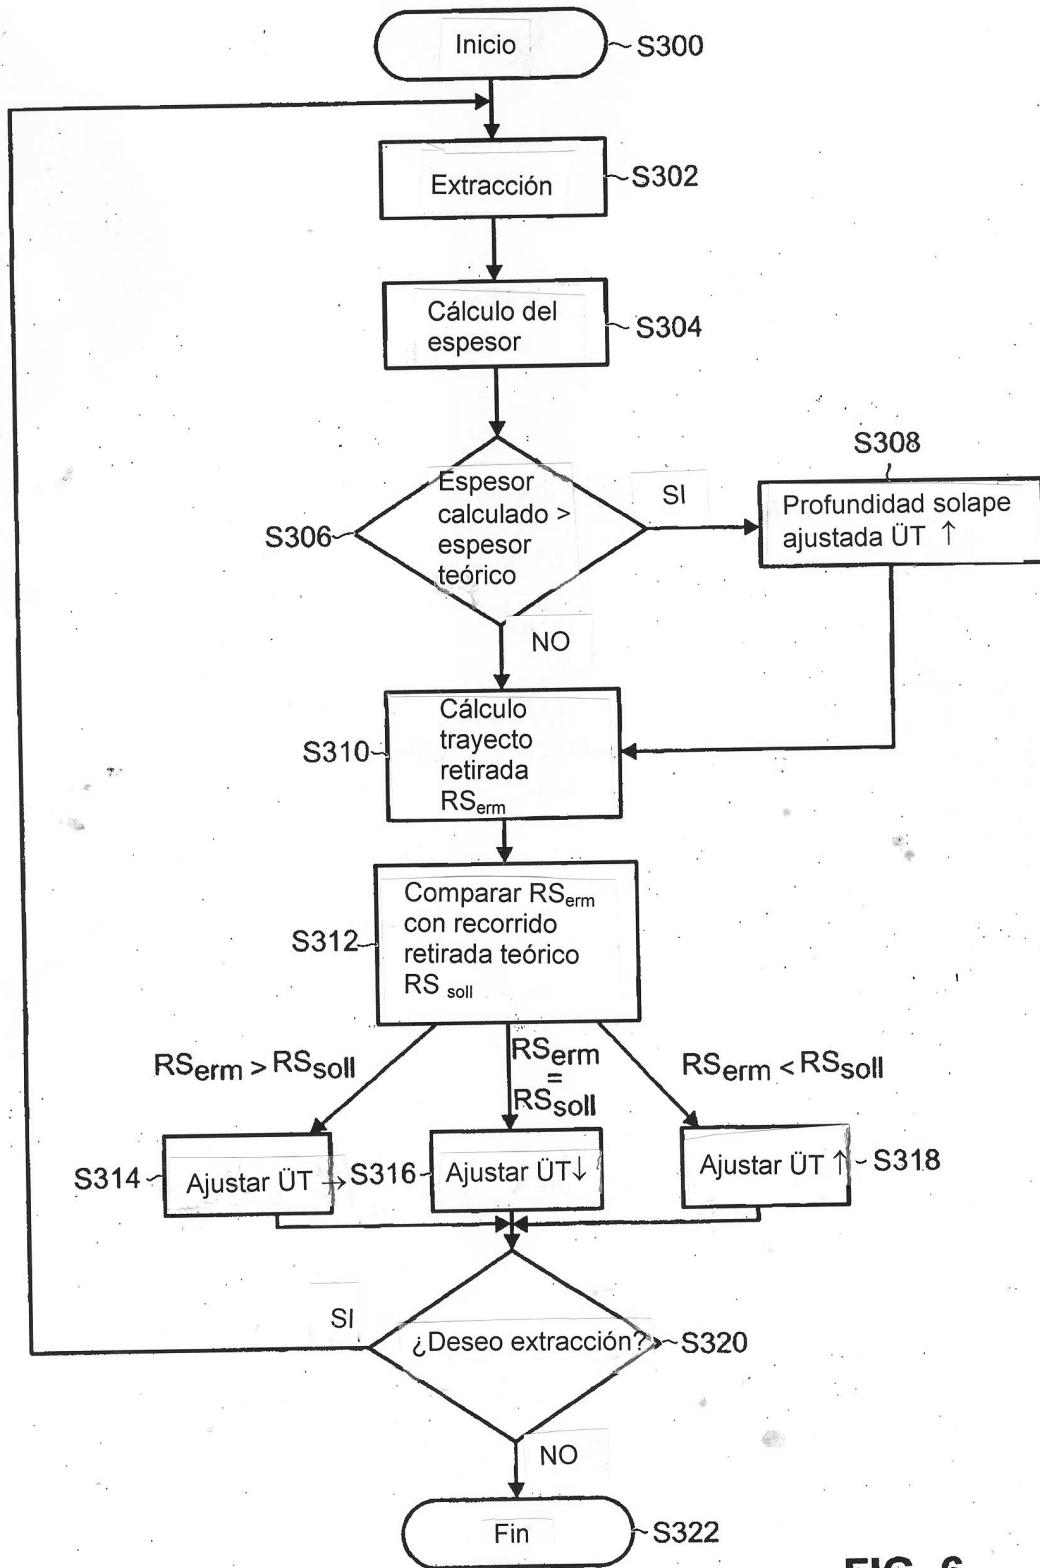 Inicio
S300
Extracción
S302
Cálculo del
espesor
S304
S308
Espesor
calculado >
espesor
teórico
S306
SI
Profundidad solape
ajustada ÜT ↑
NO
Cálculo
trayecto
retirada
RSerm
S310
Comparar RSerm
con recorrido
retirada teórico
RS soll
S312
RSerm > RSsoll
RSerm
=
RSsoll
RSerm < RSsoll
S314
Ajustar ÜT →
S316
Ajustar ÜT↓
Ajustar ÜT ↑
S318
SI
¿Deseo extracción?
S320
NO
Fin
S322
FIG. 6